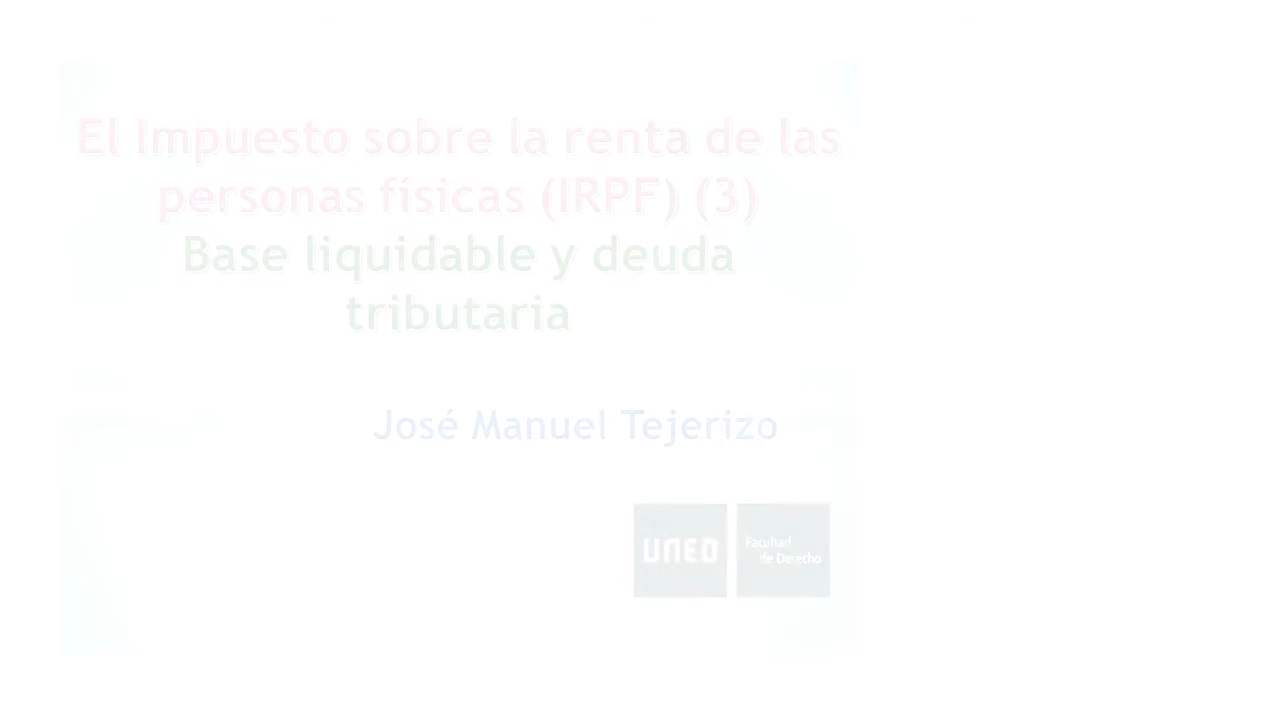 El Impuesto sobre la renta de las
personas físicas (IRPF) (3)
Base liquidable y deuda
tributaria
José Manuel Tejerizo
UNED
Facultad
de Derecho